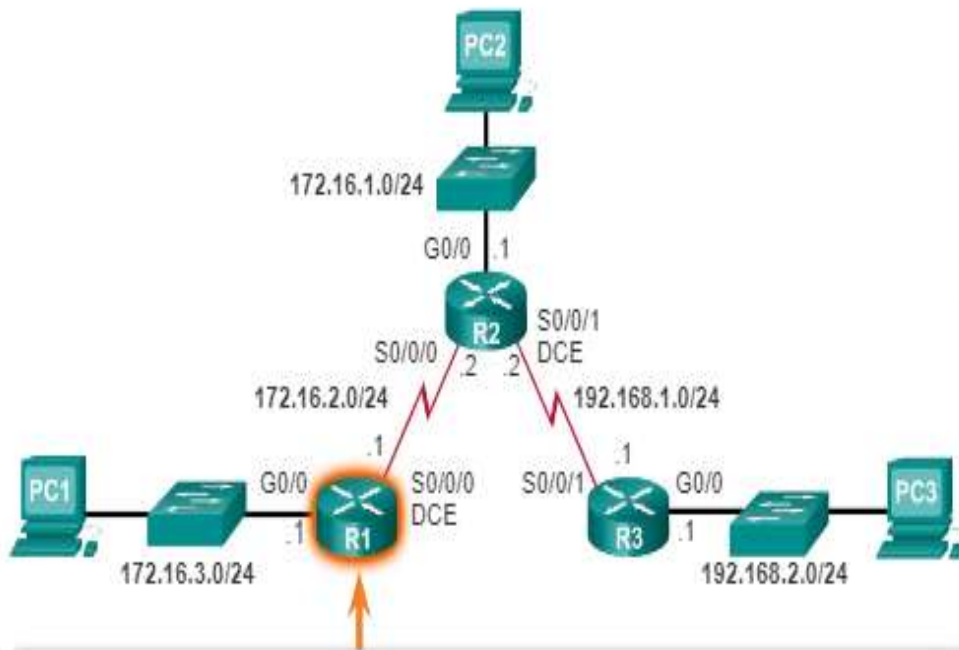 PC2
172.16.1.0/24
G0/0
.1
R2
S0/0/0
.2
.2
S0/0/1
DCE
172.16.2.0/24
192.168.1.0/24
.1
.1
PC1
G0/0
.1
R1
S0/0/0
DCE
S0/0/1
R3
G0/0
.1
PC3
172.16.3.0/24
192.168.2.0/24